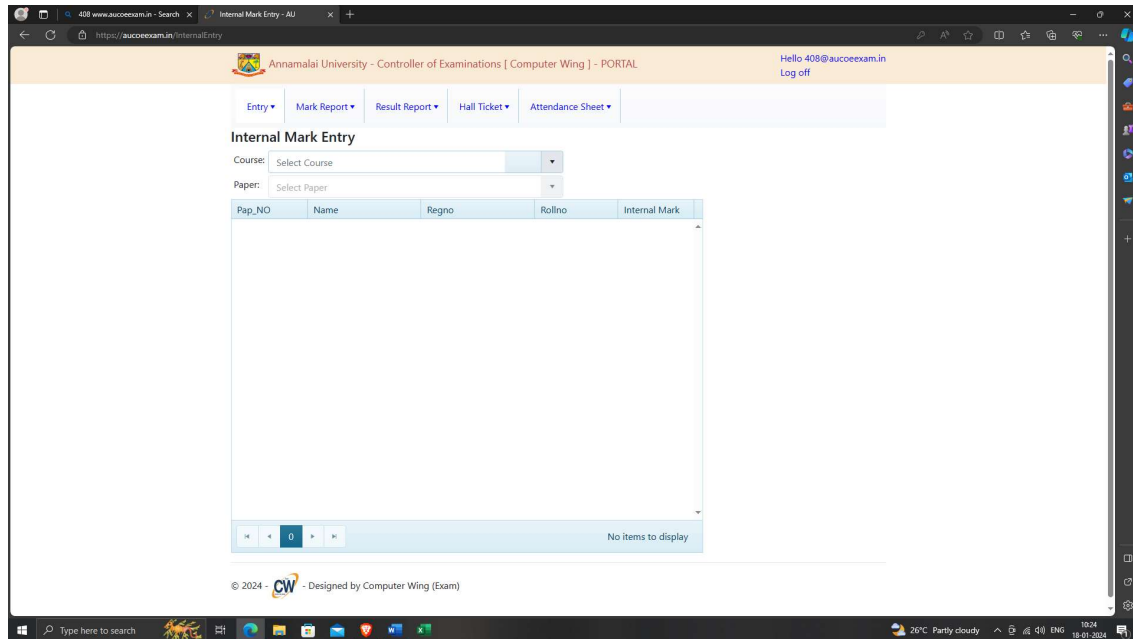 408 www.aucoeexam.in - Search
Internal Mark Entry - AU
https://aucoeexam.in/InternalEntry
Annamalai University - Controller of Examinations [ Computer Wing ] - PORTAL
Hello 408@aucoeexam.in
Log off
Entry Mark Report Result Report Hall Ticket Attendance Sheet
Internal Mark Entry
Course: Select Course
Paper: Select Paper
Pap_NO Name Regno Rollno Internal Mark
0 No items to display
© 2024 - CW - Designed by Computer Wing (Exam)
Type here to search
26°C Partly cloudy ENG
10:24
18-01-2024